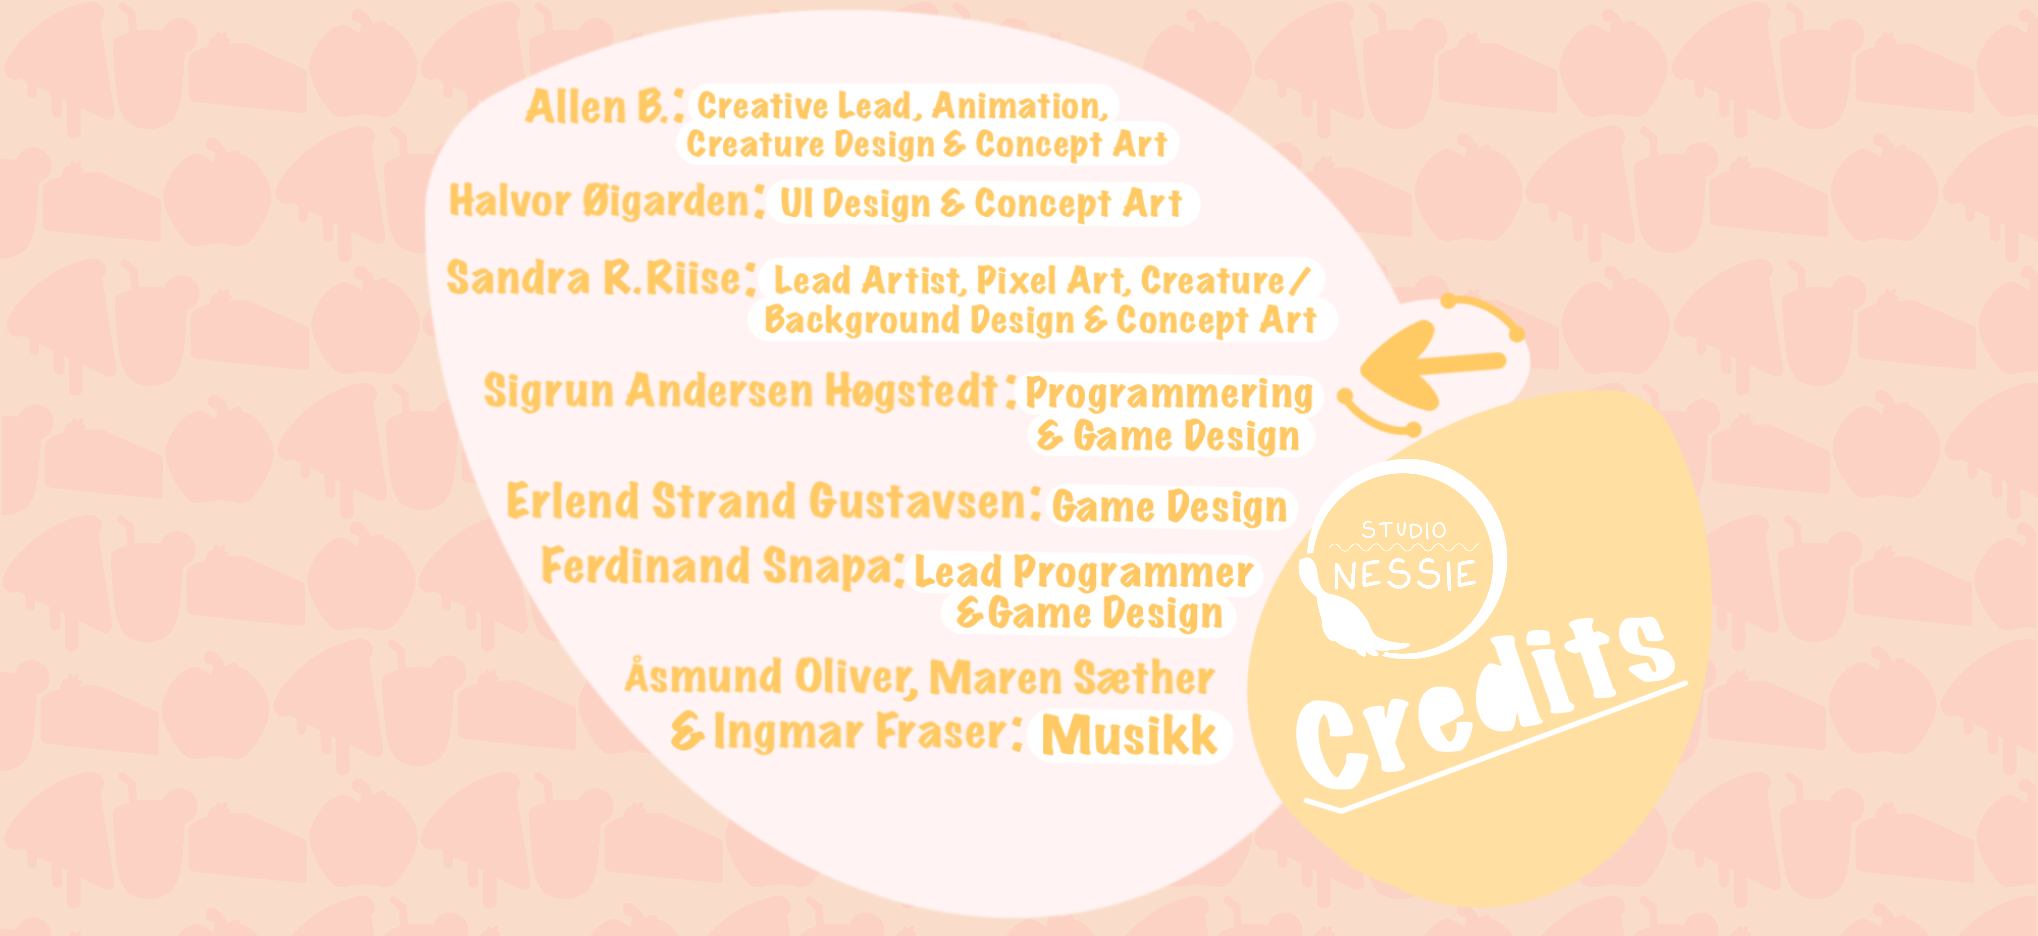 Allen B.: Creative Lead, Animation,
Creature Design & Concept Art
Halvor Øigarden: UI Design & Concept Art
Sandra R.Riise: Lead Artist, Pixel Art, Creature/
Background Design & Concept Art
Sigrun Andersen Høgstedt: Programmering
& Game Design
Erlend Strand Gustavsen: Game Design
Ferdinand Snapa: Lead Programmer
& Game Design
Åsmund Oliver, Maren Sæther
& Ingmar Fraser: Musikk
STUDIO
NESSIE
Credits